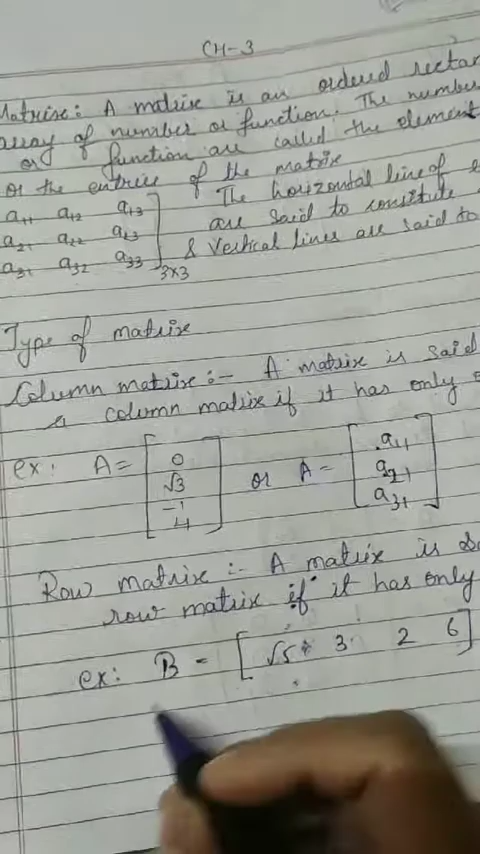 CH-3
Matrix: A matrix is an ordered rectar
array of number or function. The number
or function are called the element
or the entries of the matrix
The horizontal line of e
a11 a12 a13
are said to constitute
a21 a22 a23
& Vertical lines are said to
a31 a32 a33 3×3
Type of matrix
Column matrix :- A matrix is said
a column matrix if it has only o
ex: A = [0 √3 -1 4] or A = [a11 a21 a31]
Row matrix :- A matrix is sa
row matrix if it has only
ex: B = [√5 3 2 6]